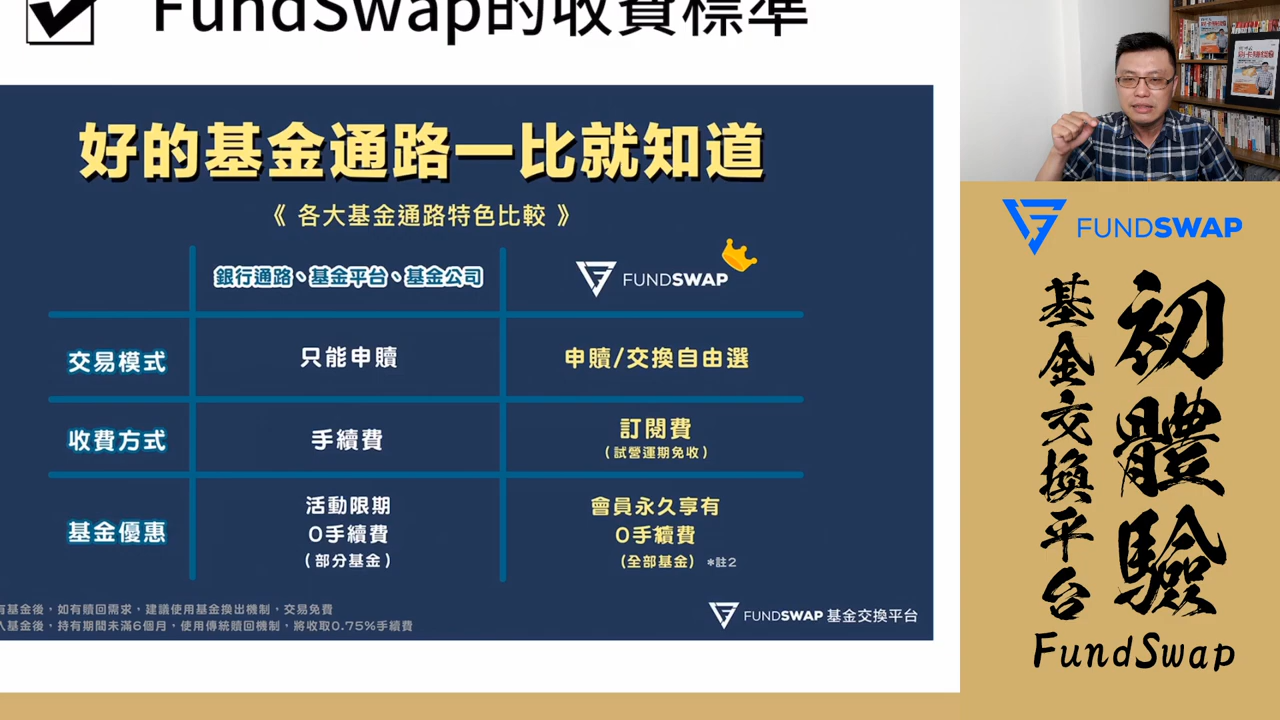 FundSwap的收費標準
好的基金通路一比就知道
《 各大基金通路特色比較 》
銀行通路、基金平台、基金公司
FUNDSWAP
交易模式
只能申贖
申贖/交換自由選
收費方式
手續費
訂閱費
(試營運期免收)
基金優惠
活動限期
0手續費
(部分基金)
會員永久享有
0手續費
(全部基金) *註2
有基金後，如有贖回需求，建議使用基金換出機制，交易免費
入基金後，持有期間未滿6個月，使用傳統贖回機制，將收取0.75%手續費
FUNDSWAP 基金交換平台
FUNDSWAP
初體驗
基金交換平台
FundSwap